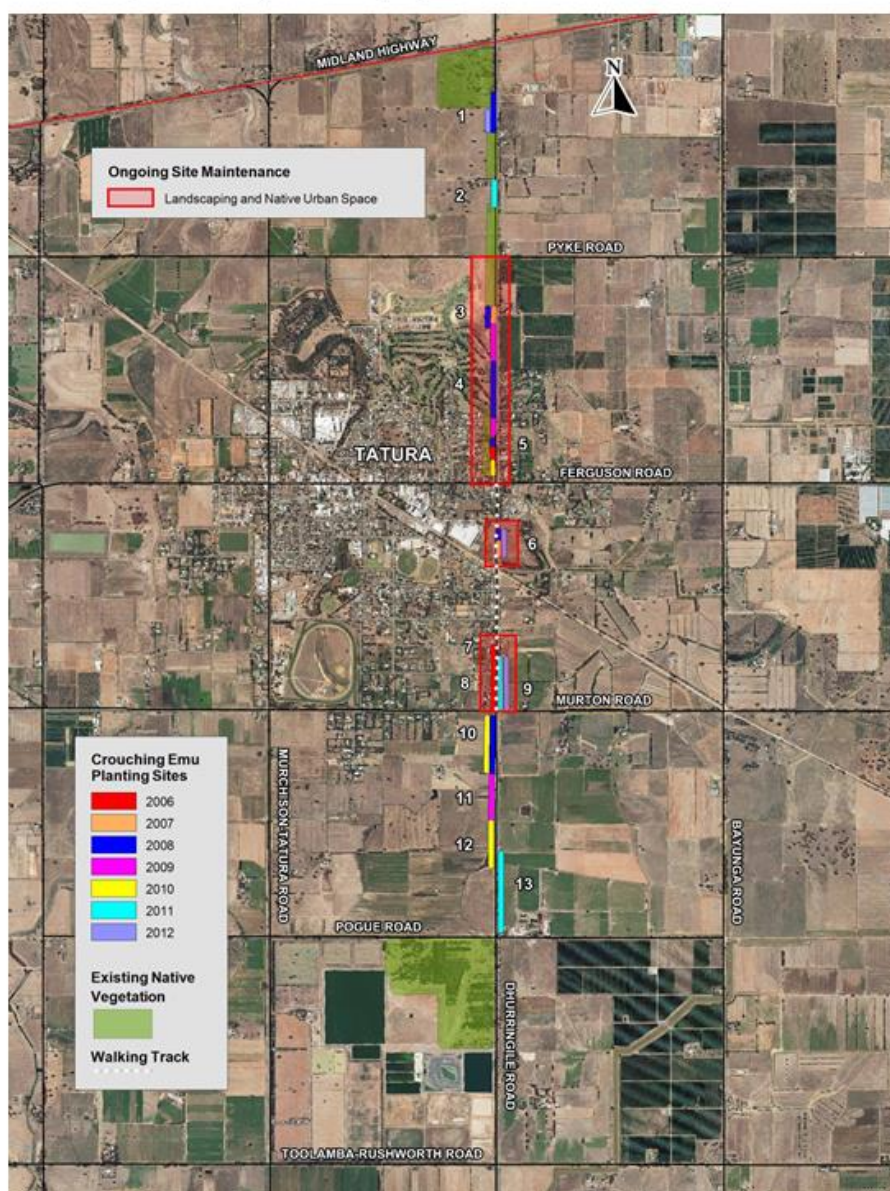 MIDLAND HIGHWAY
N
1
Ongoing Site Maintenance
Landscaping and Native Urban Space
2
PYKE ROAD
3
4
TATURA
5
FERGUSON ROAD
6
7
8
9
MURTON ROAD
10
Crouching Emu
Planting Sites
2006
2007
2008
2009
2010
2011
2012
Existing Native
Vegetation
Walking Track
MURCHISON-TATURA ROAD
11
12
13
BAYUNGA ROAD
POGUE ROAD
DHURRINGILE ROAD
TOOLAMBA-RUSHWORTH ROAD